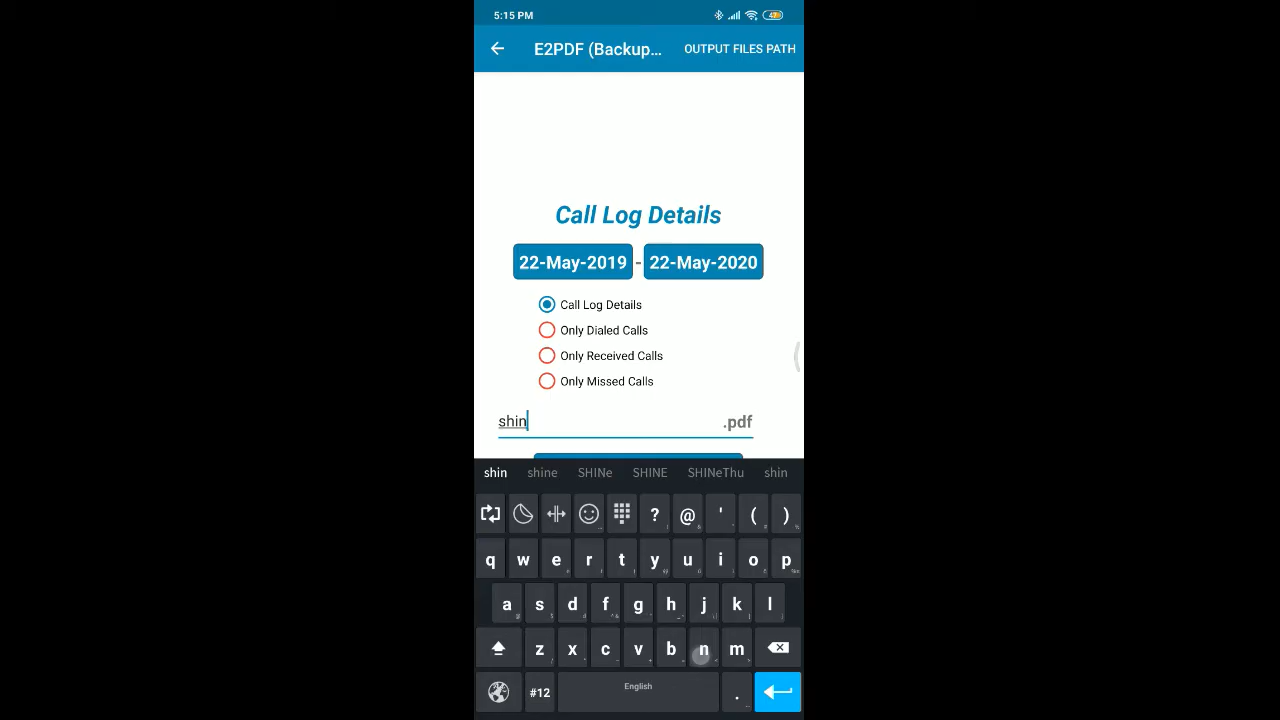 5:15 PM 47
E2PDF (Backup... OUTPUT FILES PATH
Call Log Details
22-May-2019 - 22-May-2020
Call Log Details
Only Dialed Calls
Only Received Calls
Only Missed Calls
shin .pdf
shin shine SHINe SHINE SHINeThu shin
? @ ' ( )
q w e r t y u i o p
a s d f g h j k l
z x c v b n m
#12 English .